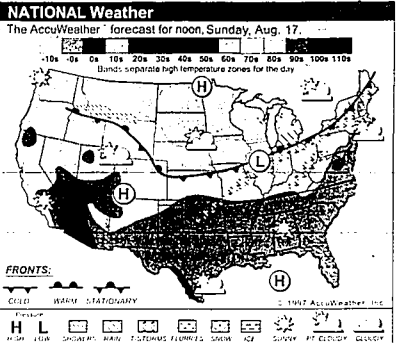 NATIONAL Weather
The AccuWeather forecast for noon, Sunday, Aug. 17.
-10s -0s 0s 10s 20s 30s 40s 50s 60s 70s 80s 90s 100s 110s
Bands separate high temperature zones for the day
H
L
H
H
FRONTS:
COLD WARM STATIONARY
© 1997 AccuWeather, Inc.
Pressure
H L
HIGH LOW SHOWERS RAIN T-STORMS FLURRIES SNOW ICE SUNNY PT. CLOUDY CLOUDY